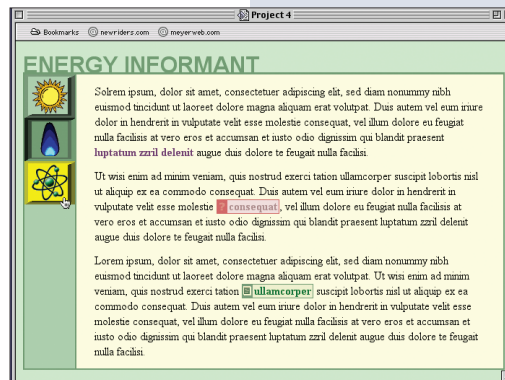 Project 4
Bookmarks newriders.com meyerweb.com
ENERGY INFORMANT
Solrem ipsum, dolor sit amet, consectetuer adipiscing elit, sed diam nonummy nibh
euismod tincidunt ut laoreet dolore magna aliquam erat volutpat. Duis autem vel eum iriure
dolor in hendrerit in vulputate velit esse molestie consequat, vel illum dolore eu feugiat
nulla facilisis at vero eros et accumsan et iusto odio dignissim qui blandit praesent
luptatum zzril delenit augue duis dolore te feugait nulla facilisi.
Ut wisi enim ad minim veniam, quis nostrud exerci tation ullamcorper suscipit lobortis nisl
ut aliquip ex ea commodo consequat. Duis autem vel eum iriure dolor in hendrerit in
vulputate velit esse molestie ? consequat, vel illum dolore eu feugiat nulla facilisis at
vero eros et accumsan et iusto odio dignissim qui blandit praesent luptatum zzril delenit
augue duis dolore te feugait nulla facilisi.
Lorem ipsum, dolor sit amet, consectetuer adipiscing elit, sed diam nonummy nibh
euismod tincidunt ut laoreet dolore magna aliquam erat volutpat. Ut wisi enim ad minim
veniam, quis nostrud exerci tation ullamcorper suscipit lobortis nisl ut aliquip ex ea
commodo consequat. Duis autem vel eum iriure dolor in hendrerit in vulputate velit esse
molestie consequat, vel illum dolore eu feugiat nulla facilisis at vero eros et accumsan et
iusto odio dignissim qui blandit praesent luptatum zzril delenit augue duis dolore te feugait
nulla facilisi.